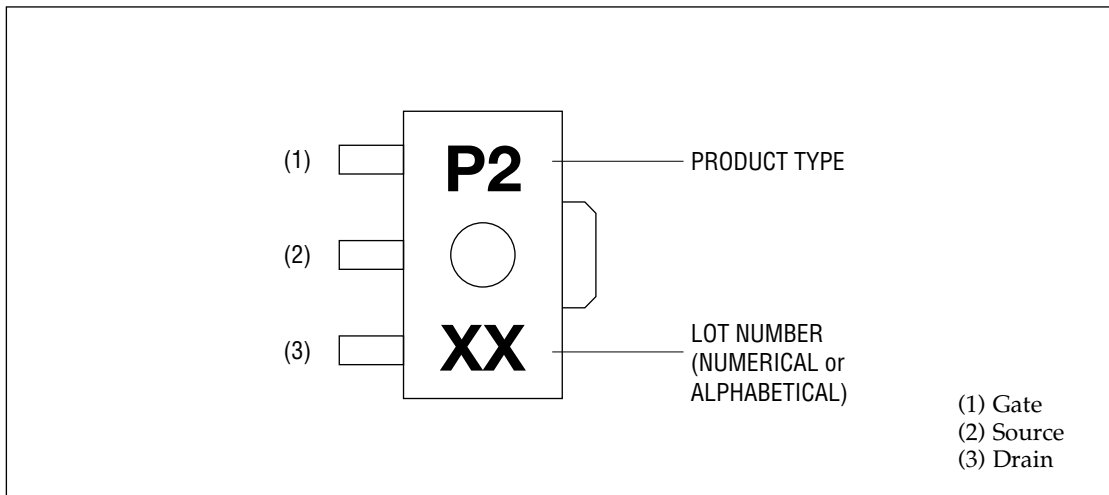 (1)
P2
PRODUCT TYPE
(2)
(3)
XX
LOT NUMBER
(NUMERICAL or
ALPHABETICAL)
(1) Gate
(2) Source
(3) Drain